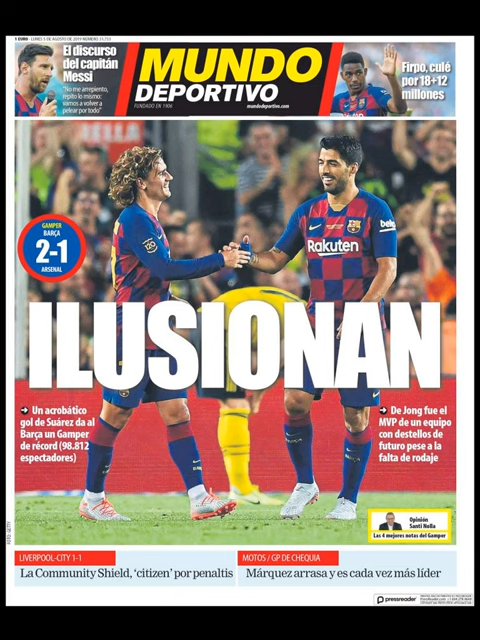 1 EURO · LUNES 5 DE AGOSTO DE 2019 NÚMERO 31.733
El discurso
del capitán
Messi
“No me arrepiento,
repito lo mismo:
vamos a volver a
pelear por todo”
MUNDO
DEPORTIVO
FUNDADO EN 1906
mundodeportivo.com
Firpo, culé
por 18+12
millones
GAMPER
BARÇA
2-1
ARSENAL
Rakuten
beko
ILUSIONAN
Un acrobático
gol de Suárez da al
Barça un Gamper
de récord (98.812
espectadores)
De Jong fue el
MVP de un equipo
con destellos de
futuro pese a la
falta de rodaje
Opinión
Santi Nolla
Las 4 mejores notas del Gamper
FOTO: GETTY
LIVERPOOL-CITY 1-1
La Community Shield, ‘citizen’ por penaltis
MOTOS / GP DE CHEQUIA
Márquez arrasa y es cada vez más líder
pressreader